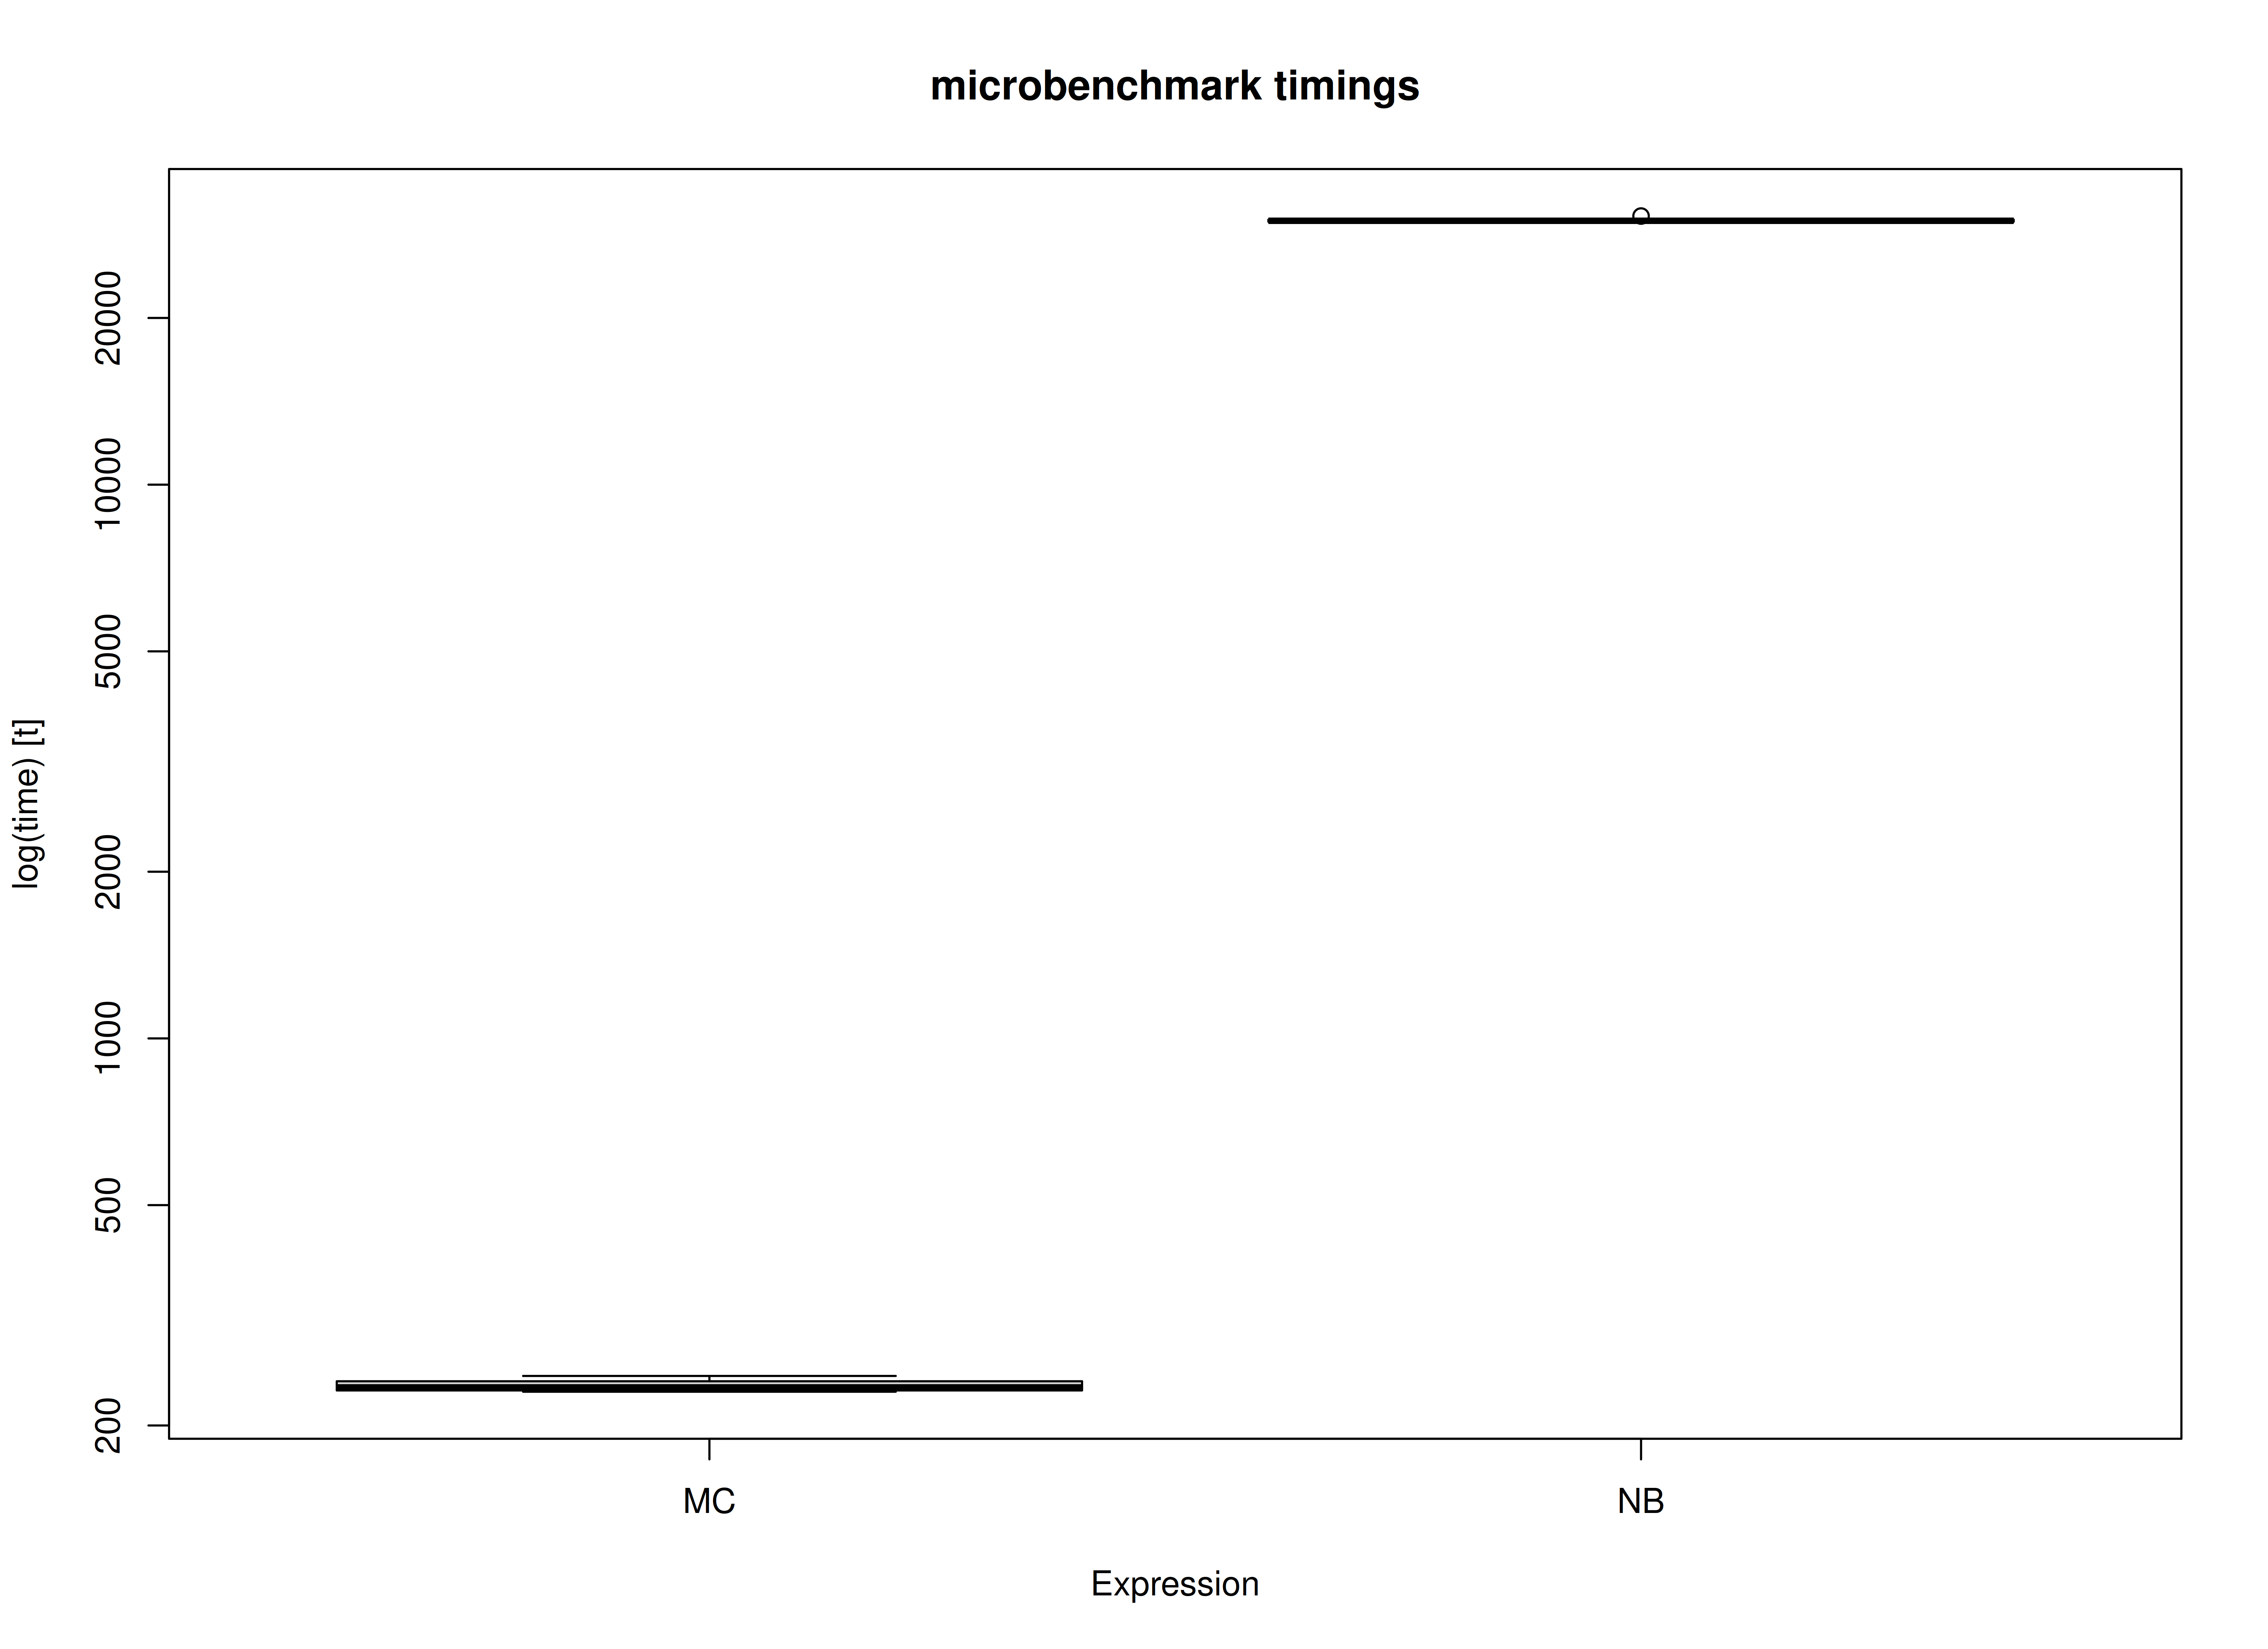 microbenchmark timings
log(time) [t]
20000
10000
5000
2000
1000
500
200
MC
NB
Expression